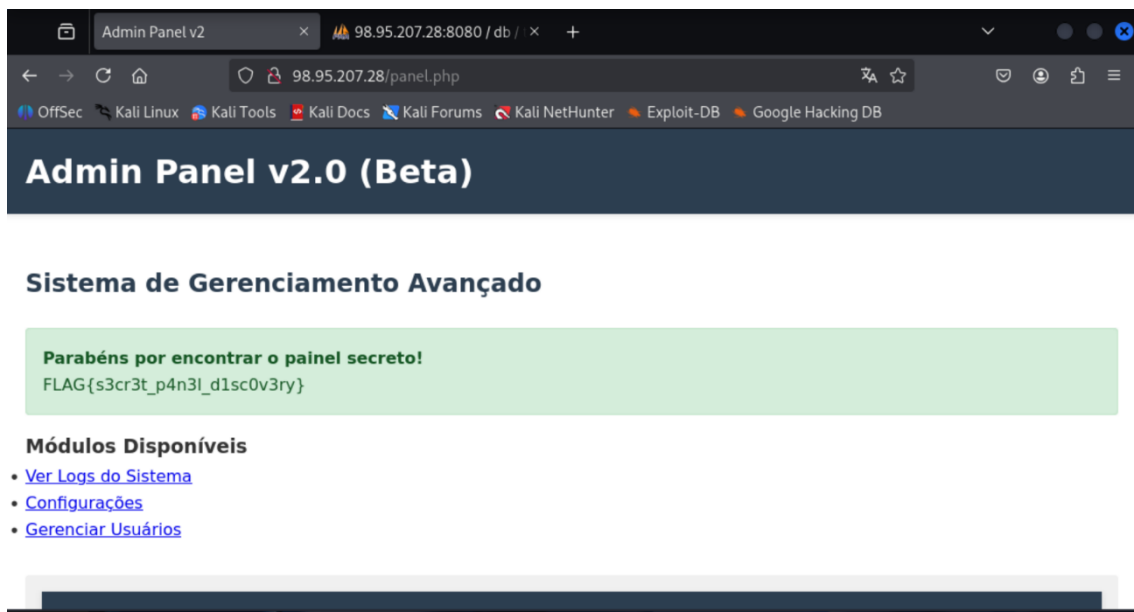 Admin Panel v2
98.95.207.28:8080 / db /
98.95.207.28/panel.php
OffSec Kali Linux Kali Tools Kali Docs Kali Forums Kali NetHunter Exploit-DB Google Hacking DB
Admin Panel v2.0 (Beta)
Sistema de Gerenciamento Avançado
Parabéns por encontrar o painel secreto!
FLAG{s3cr3t_p4n3l_d1sc0v3ry}
Módulos Disponíveis
• Ver Logs do Sistema
• Configurações
• Gerenciar Usuários